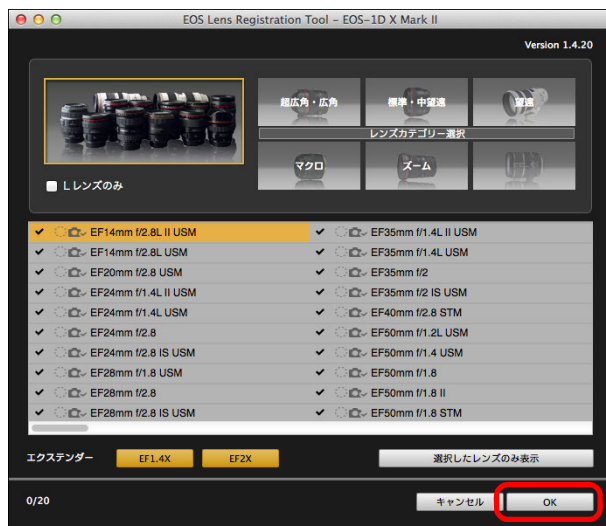 EOS Lens Registration Tool – EOS-1D X Mark II
Version 1.4.20
超広角・広角
標準・中望遠
望遠
レンズカテゴリー選択
マクロ
ズーム
Lレンズのみ
EF14mm f/2.8L II USM
EF14mm f/2.8L USM
EF20mm f/2.8 USM
EF24mm f/1.4L II USM
EF24mm f/1.4L USM
EF24mm f/2.8
EF24mm f/2.8 IS USM
EF28mm f/1.8 USM
EF28mm f/2.8
EF28mm f/2.8 IS USM
EF35mm f/1.4L II USM
EF35mm f/1.4L USM
EF35mm f/2
EF35mm f/2 IS USM
EF40mm f/2.8 STM
EF50mm f/1.2L USM
EF50mm f/1.4 USM
EF50mm f/1.8
EF50mm f/1.8 II
EF50mm f/1.8 STM
エクステンダー
EF1.4X
EF2X
選択したレンズのみ表示
0/20
キャンセル
OK